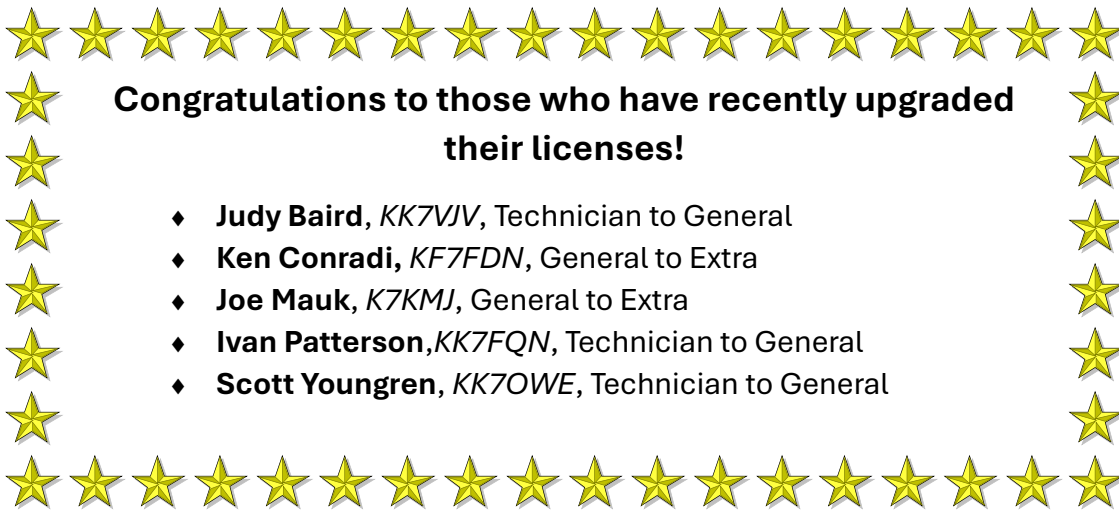 Congratulations to those who have recently upgraded
their licenses!
♦ Judy Baird, KK7VJV, Technician to General
♦ Ken Conradi, KF7FDN, General to Extra
♦ Joe Mauk, K7KMJ, General to Extra
♦ Ivan Patterson,KK7FQN, Technician to General
♦ Scott Youngren, KK7OWE, Technician to General